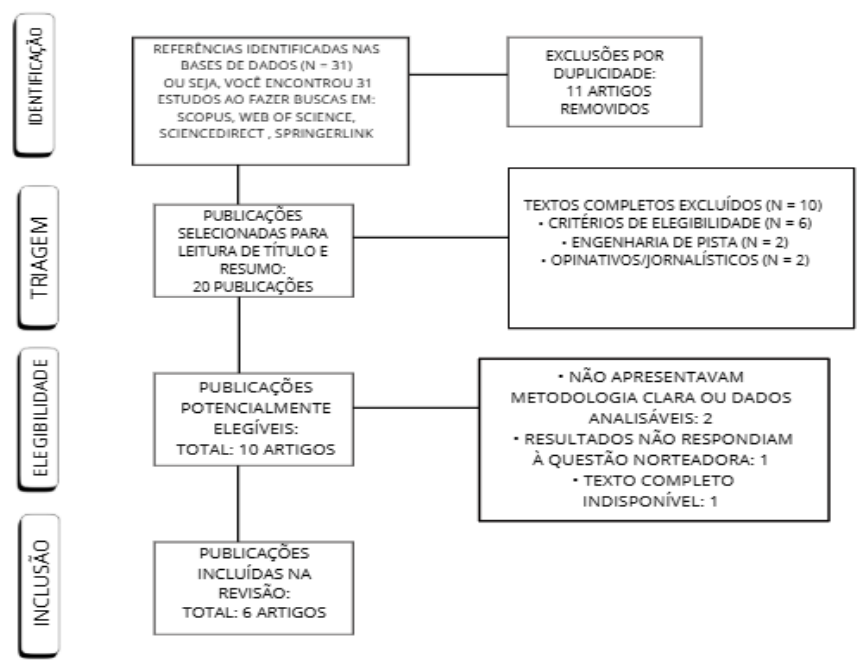 IDENTIFICAÇÃO
REFERÊNCIAS IDENTIFICADAS NAS
BASES DE DADOS (N − 31)
OU SEJA, VOCÊ ENCONTROU 31
ESTUDOS AO FAZER BUSCAS EM:
SCOPUS, WEB OF SCIENCE,
SCIENCEDIRECT , SPRINGERLINK
EXCLUSÕES POR
DUPLICIDADE:
11 ARTIGOS
REMOVIDOS
TRIAGEM
PUBLICAÇÕES
SELECIONADAS PARA
LEITURA DE TÍTULO E
RESUMO:
20 PUBLICAÇÕES
TEXTOS COMPLETOS EXCLUÍDOS (N = 10)
• CRITÉRIOS DE ELEGIBILIDADE (N = 6)
• ENGENHARIA DE PISTA (N = 2)
• OPINATIVOS/JORNALÍSTICOS (N = 2)
ELEGIBILIDADE
PUBLICAÇÕES
POTENCIALMENTE
ELEGÍVEIS:
TOTAL: 10 ARTIGOS
• NÃO APRESENTAVAM
METODOLOGIA CLARA OU DADOS
ANALISÁVEIS: 2
• RESULTADOS NÃO RESPONDIAM
À QUESTÃO NORTEADORA: 1
• TEXTO COMPLETO
INDISPONÍVEL: 1
INCLUSÃO
PUBLICAÇÕES
INCLUÍDAS NA
REVISÃO:
TOTAL: 6 ARTIGOS